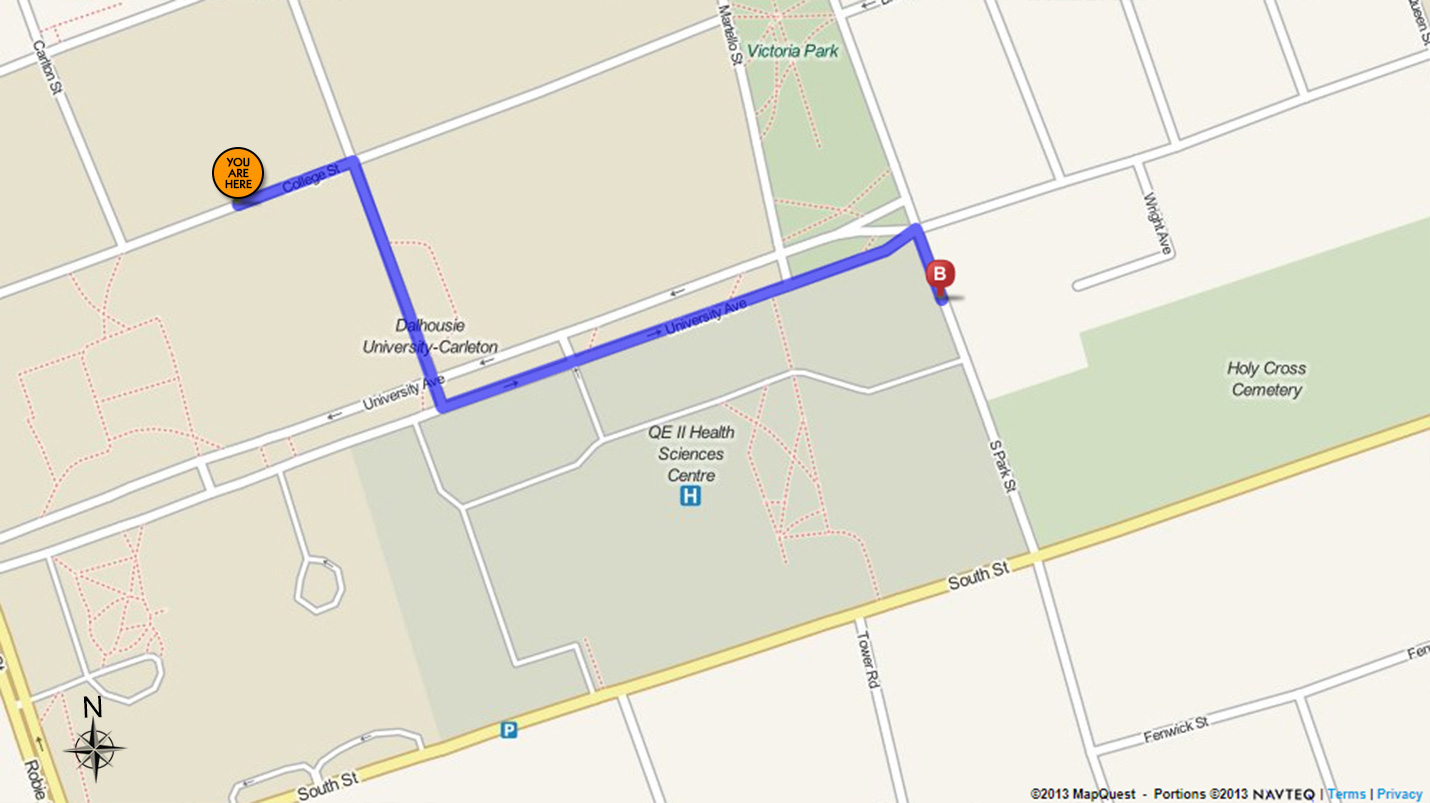 Carlton St
Martello St
Victoria Park
Queen St
YOU
ARE
HERE
College St
Wright Ave
B
University Ave
Dalhousie
University-Carleton
University Ave
Holy Cross
Cemetery
QE II Health
Sciences
Centre
H
S Park St
South St
Tower Rd
Fen
N
P
Fenwick St
Robie
South St
©2013 MapQuest - Portions ©2013 NAVTEQ | Terms | Privacy